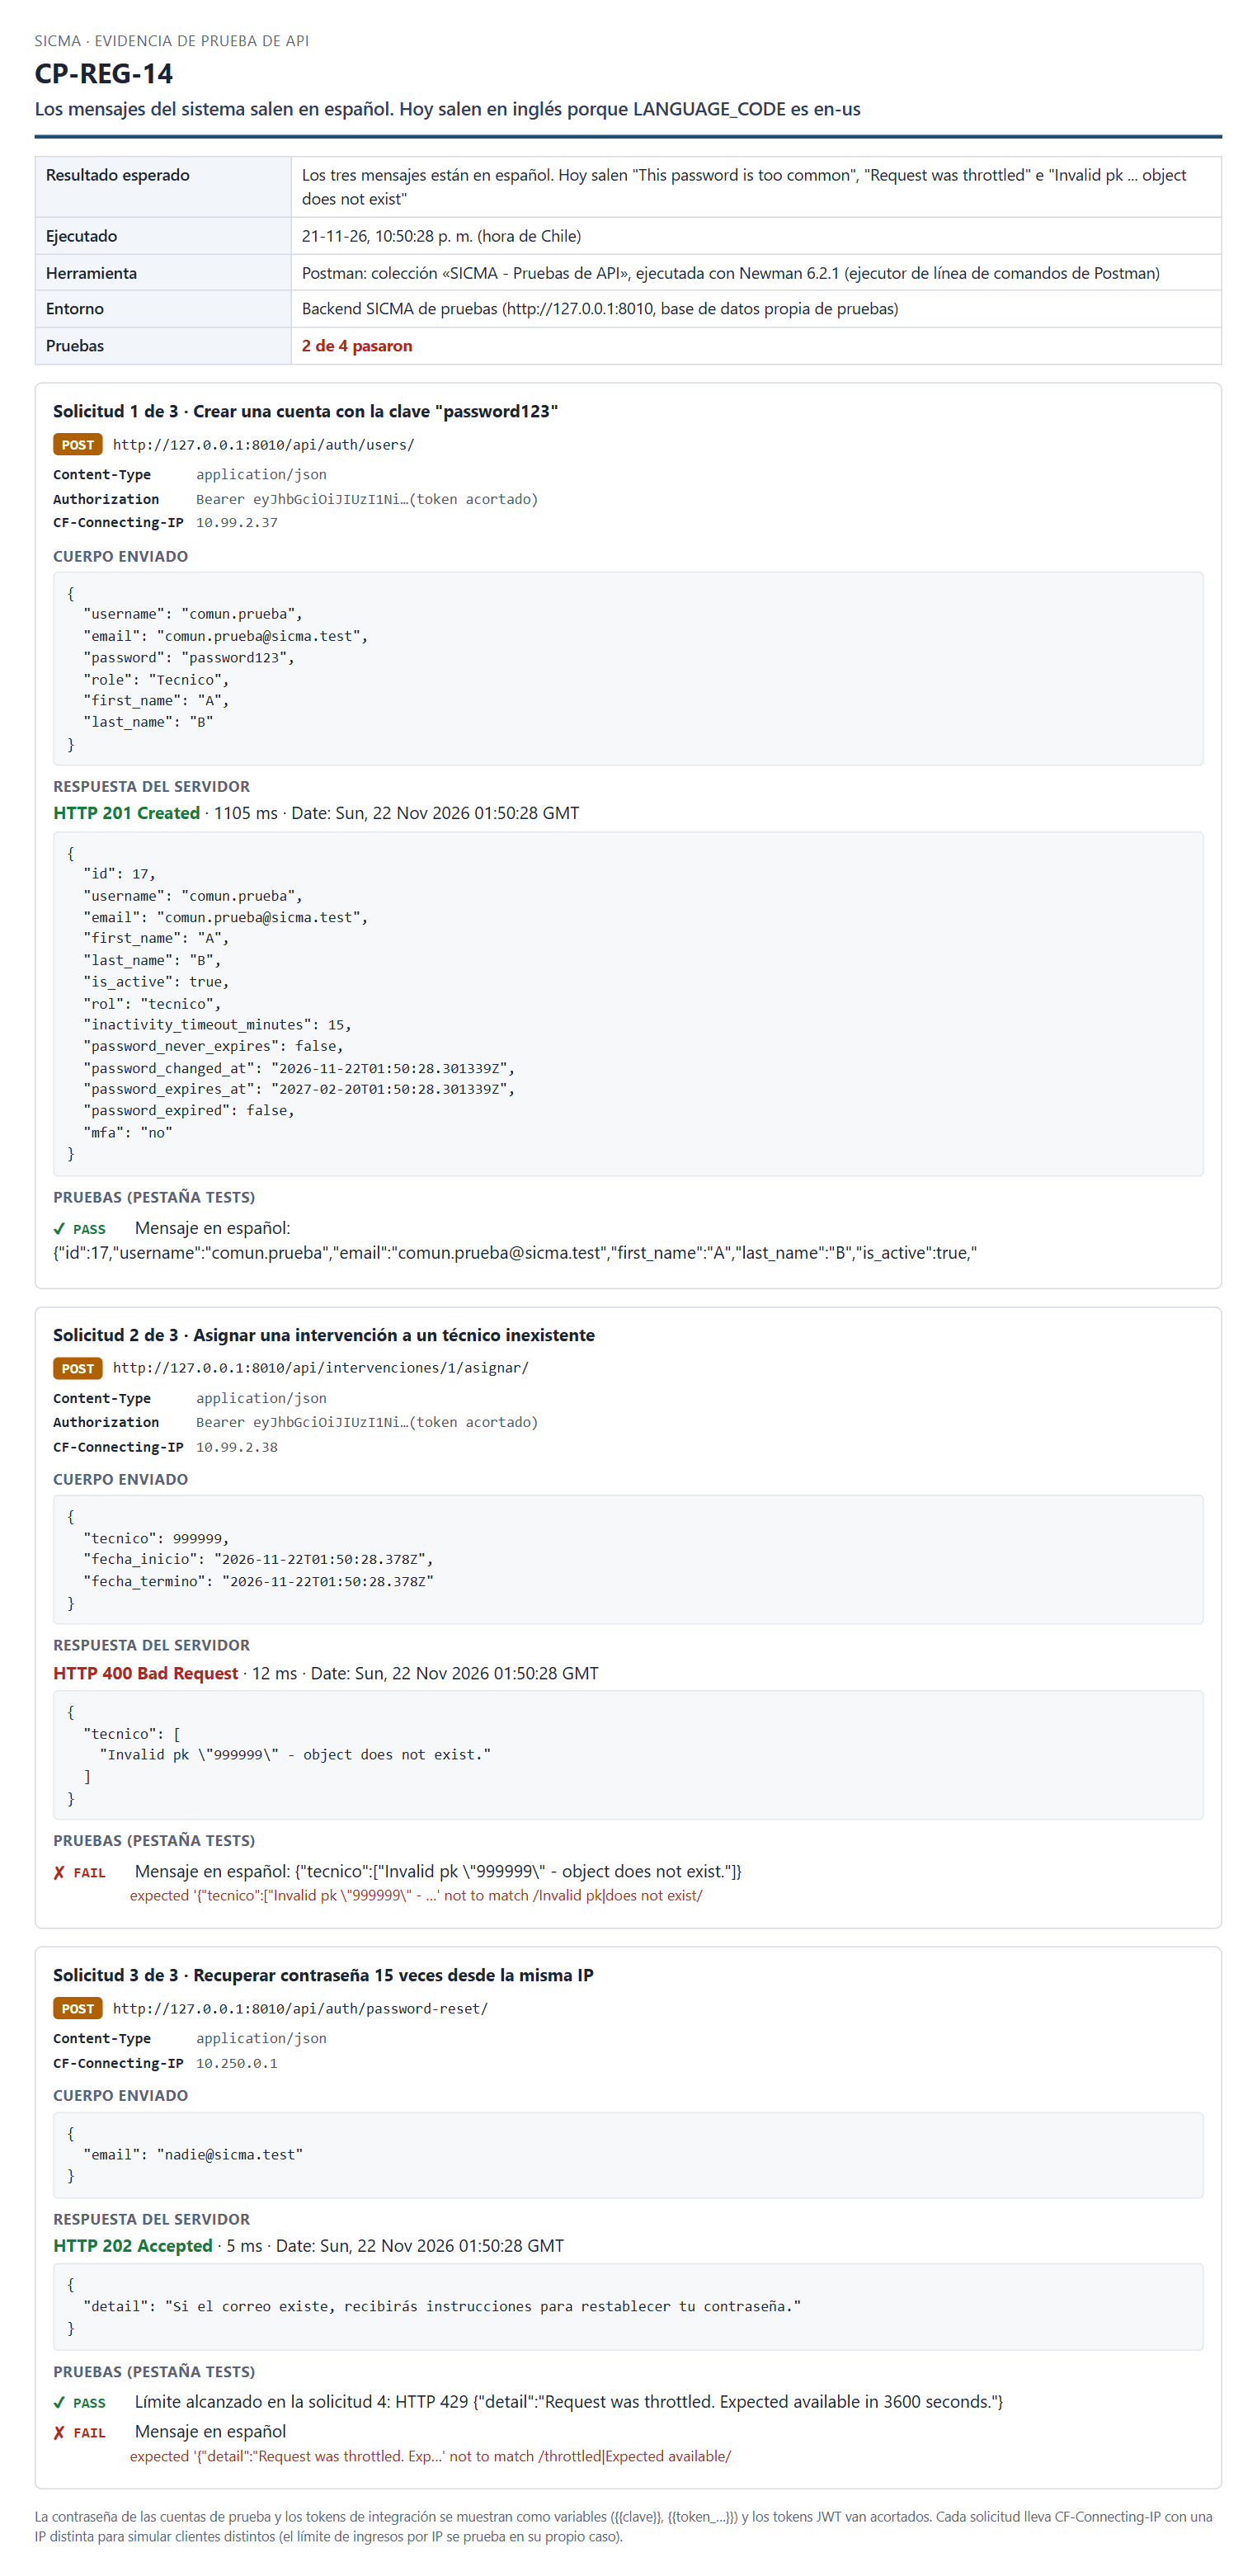 SICMA · EVIDENCIA DE PRUEBA DE API
CP-REG-14
Los mensajes del sistema salen en español. Hoy salen en inglés porque LANGUAGE_CODE es en-us
Resultado esperado
Los tres mensajes están en español. Hoy salen "This password is too common", "Request was throttled" e "Invalid pk ... object
does not exist"
Ejecutado
21-11-26, 10:50:28 p. m. (hora de Chile)
Herramienta
Postman: colección «SICMA - Pruebas de API», ejecutada con Newman 6.2.1 (ejecutor de línea de comandos de Postman)
Entorno
Backend SICMA de pruebas (http://127.0.0.1:8010, base de datos propia de pruebas)
Pruebas
2 de 4 pasaron
Solicitud 1 de 3 · Crear una cuenta con la clave "password123"
POST http://127.0.0.1:8010/api/auth/users/
Content-Type application/json
Authorization Bearer eyJhbGciOiJIUzI1Ni…(token acortado)
CF-Connecting-IP 10.99.2.37
CUERPO ENVIADO
{
"username": "comun.prueba",
"email": "comun.prueba@sicma.test",
"password": "password123",
"role": "Tecnico",
"first_name": "A",
"last_name": "B"
}
RESPUESTA DEL SERVIDOR
HTTP 201 Created · 1105 ms · Date: Sun, 22 Nov 2026 01:50:28 GMT
{
"id": 17,
"username": "comun.prueba",
"email": "comun.prueba@sicma.test",
"first_name": "A",
"last_name": "B",
"is_active": true,
"rol": "tecnico",
"inactivity_timeout_minutes": 15,
"password_never_expires": false,
"password_changed_at": "2026-11-22T01:50:28.301339Z",
"password_expires_at": "2027-02-20T01:50:28.301339Z",
"password_expired": false,
"mfa": "no"
}
PRUEBAS (PESTAÑA TESTS)
✓ PASS Mensaje en español:
{"id":17,"username":"comun.prueba","email":"comun.prueba@sicma.test","first_name":"A","last_name":"B","is_active":true,"
Solicitud 2 de 3 · Asignar una intervención a un técnico inexistente
POST http://127.0.0.1:8010/api/intervenciones/1/asignar/
Content-Type application/json
Authorization Bearer eyJhbGciOiJIUzI1Ni…(token acortado)
CF-Connecting-IP 10.99.2.38
CUERPO ENVIADO
{
"tecnico": 999999,
"fecha_inicio": "2026-11-22T01:50:28.378Z",
"fecha_termino": "2026-11-22T01:50:28.378Z"
}
RESPUESTA DEL SERVIDOR
HTTP 400 Bad Request · 12 ms · Date: Sun, 22 Nov 2026 01:50:28 GMT
{
"tecnico": [
"Invalid pk \"999999\" - object does not exist."
]
}
PRUEBAS (PESTAÑA TESTS)
✗ FAIL Mensaje en español: {"tecnico":["Invalid pk \"999999\" - object does not exist."]}
expected '{"tecnico":["Invalid pk \"999999\" - …' not to match /Invalid pk|does not exist/
Solicitud 3 de 3 · Recuperar contraseña 15 veces desde la misma IP
POST http://127.0.0.1:8010/api/auth/password-reset/
Content-Type application/json
CF-Connecting-IP 10.250.0.1
CUERPO ENVIADO
{
"email": "nadie@sicma.test"
}
RESPUESTA DEL SERVIDOR
HTTP 202 Accepted · 5 ms · Date: Sun, 22 Nov 2026 01:50:28 GMT
{
"detail": "Si el correo existe, recibirás instrucciones para restablecer tu contraseña."
}
PRUEBAS (PESTAÑA TESTS)
✓ PASS Límite alcanzado en la solicitud 4: HTTP 429 {"detail":"Request was throttled. Expected available in 3600 seconds."}
✗ FAIL Mensaje en español
expected '{"detail":"Request was throttled. Exp…' not to match /throttled|Expected available/
La contraseña de las cuentas de prueba y los tokens de integración se muestran como variables ({{clave}}, {{token_…}}) y los tokens JWT van acortados. Cada solicitud lleva CF-Connecting-IP con una
IP distinta para simular clientes distintos (el límite de ingresos por IP se prueba en su propio caso).